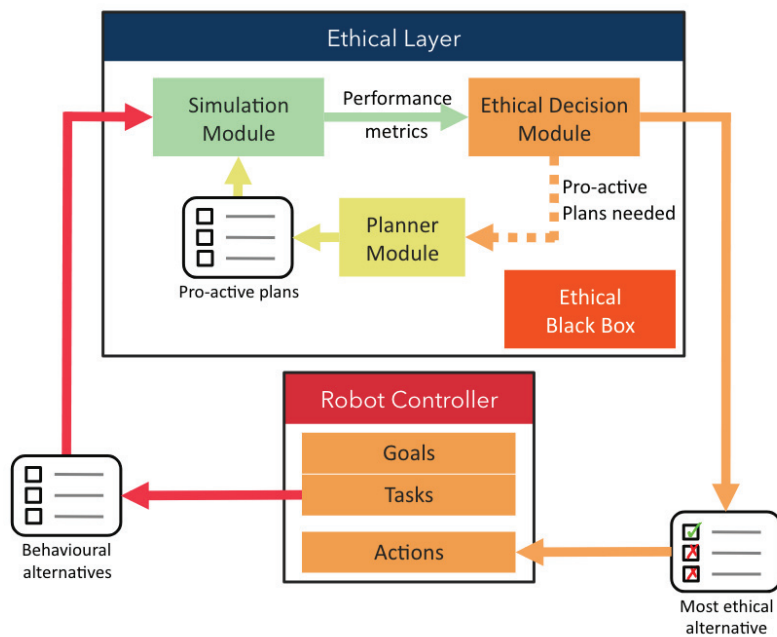 Ethical Layer
Simulation
Module
Performance
metrics
Ethical Decision
Module
Pro-active
Plans needed
Planner
Module
Pro-active plans
Ethical
Black Box
Robot Controller
Goals
Tasks
Actions
Behavioural
alternatives
Most ethical
alternative